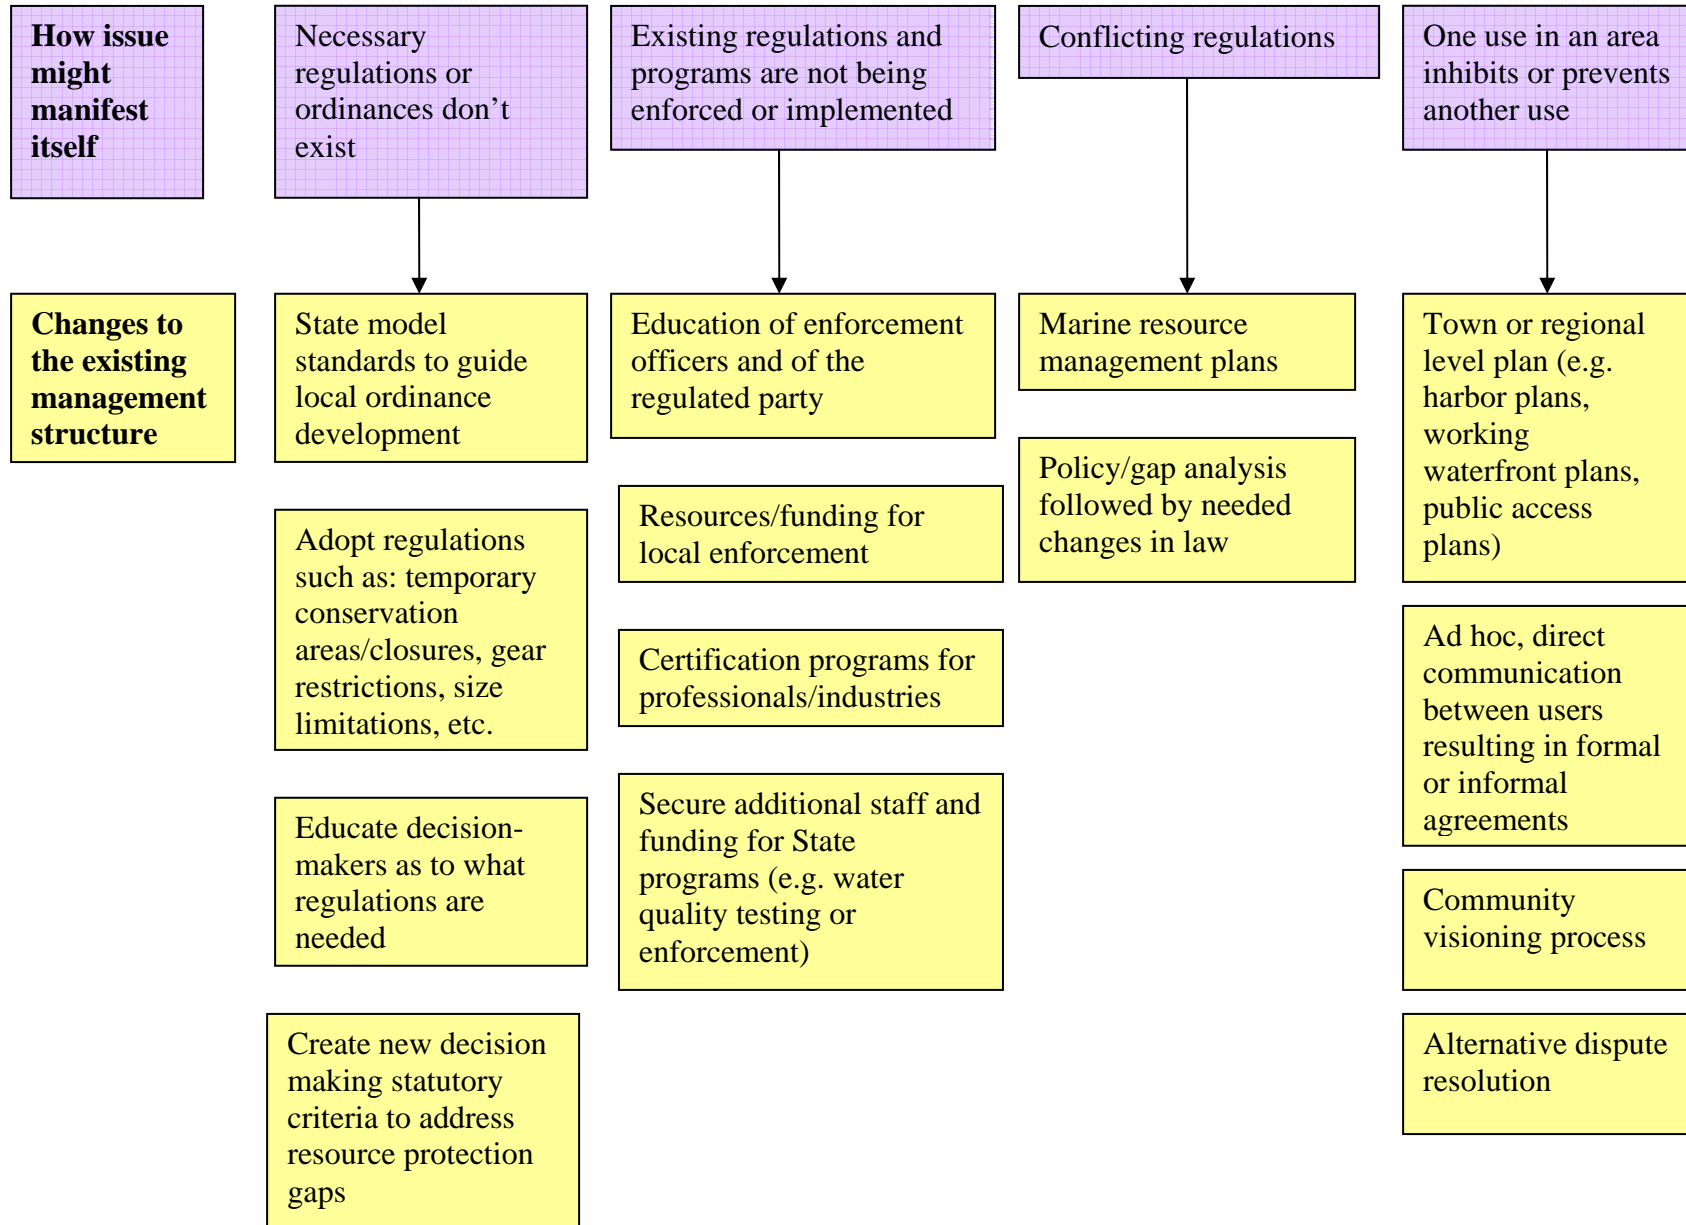 How issue
might
manifest
itself
Necessary
regulations or
ordinances don’t
exist
Existing regulations and
programs are not being
enforced or implemented
Conflicting regulations
One use in an area
inhibits or prevents
another use
Changes to
the existing
management
structure
State model
standards to guide
local ordinance
development
Adopt regulations
such as: temporary
conservation
areas/closures, gear
restrictions, size
limitations, etc.
Educate decision-
makers as to what
regulations are
needed
Create new decision
making statutory
criteria to address
resource protection
gaps
Education of enforcement
officers and of the
regulated party
Resources/funding for
local enforcement
Certification programs for
professionals/industries
Secure additional staff and
funding for State
programs (e.g. water
quality testing or
enforcement)
Marine resource
management plans
Policy/gap analysis
followed by needed
changes in law
Town or regional
level plan (e.g.
harbor plans,
working
waterfront plans,
public access
plans)
Ad hoc, direct
communication
between users
resulting in formal
or informal
agreements
Community
visioning process
Alternative dispute
resolution